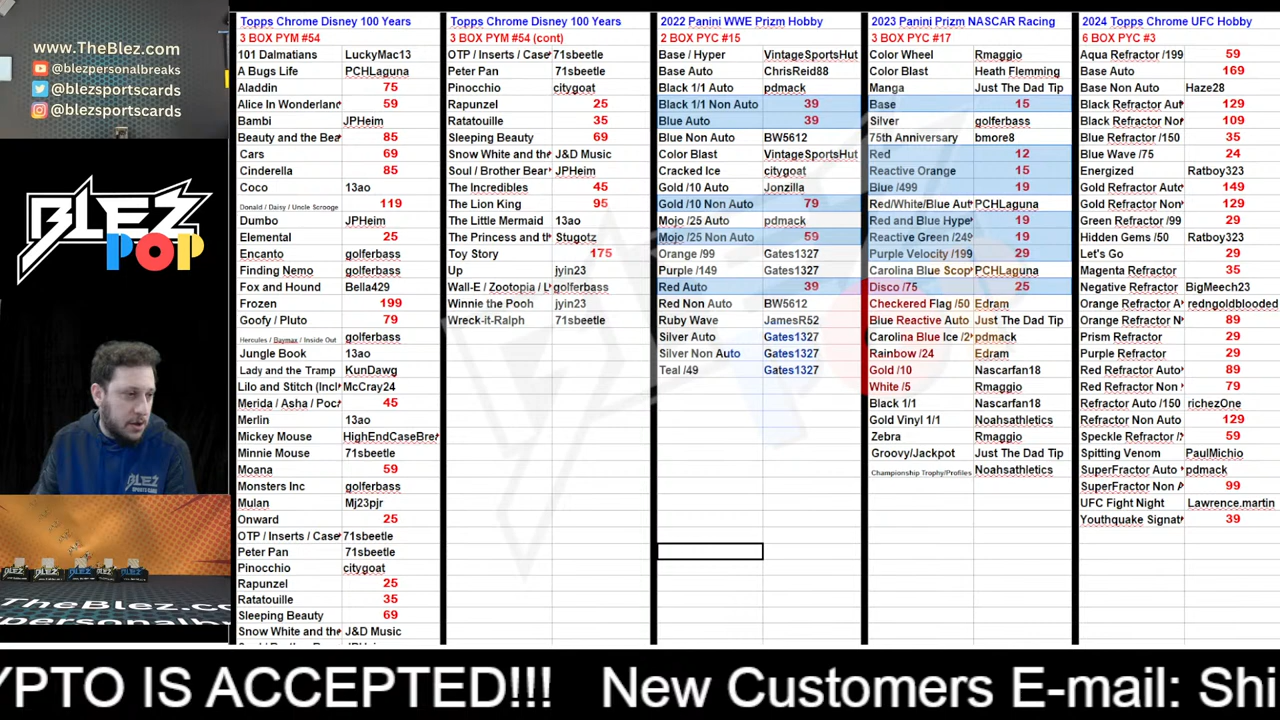 www.TheBlez.com
@blezpersonalbreaks
@blezsportscards
BLEZ
POP
BLEZ
TheBlez.co
Topps Chrome Disney 100 Years
3 BOX PYM #54
101 Dalmatians LuckyMac13
A Bugs Life PCHLaguna
Aladdin 75
Alice In Wonderland 59
Bambi JPHeim
Beauty and the Bea 85
Cars 69
Cinderella 85
Coco 13ao
Donald / Daisy / Uncle Scrooge 119
Dumbo JPHeim
Elemental 25
Encanto golferbass
Finding Nemo golferbass
Fox and Hound Bella429
Frozen 199
Goofy / Pluto 79
Hercules / Baymax / Inside Out golferbass
Jungle Book 13ao
Lady and the Tramp KunDawg
Lilo and Stitch (Incl McCray24
Merida / Asha / Poca 45
Merlin 13ao
Mickey Mouse HighEndCaseBre
Minnie Mouse 71sbeetle
Moana 59
Monsters Inc golferbass
Mulan Mj23pjr
Onward 25
OTP / Inserts / Case 71sbeetle
Peter Pan 71sbeetle
Pinocchio citygoat
Rapunzel 25
Ratatouille 35
Sleeping Beauty 69
Snow White and the J&D Music
Topps Chrome Disney 100 Years
3 BOX PYM #54 (cont)
OTP / Inserts / Case 71sbeetle
Peter Pan 71sbeetle
Pinocchio citygoat
Rapunzel 25
Ratatouille 35
Sleeping Beauty 69
Snow White and th J&D Music
Soul / Brother Bear JPHeim
The Incredibles 45
The Lion King 95
The Little Mermaid 13ao
The Princess and th Stugotz
Toy Story 175
Up jyin23
Wall-E / Zootopia / L golferbass
Winnie the Pooh jyin23
Wreck-it-Ralph 71sbeetle
2022 Panini WWE Prizm Hobby
2 BOX PYC #15
Base / Hyper VintageSportsHut
Base Auto ChrisReid88
Black 1/1 Auto pdmack
Black 1/1 Non Auto 39
Blue Auto 39
Blue Non Auto BW5612
Color Blast VintageSportsHut
Cracked Ice citygoat
Gold /10 Auto Jonzilla
Gold /10 Non Auto 79
Mojo /25 Auto pdmack
Mojo /25 Non Auto 59
Orange /99 Gates1327
Purple /149 Gates1327
Red Auto 39
Red Non Auto BW5612
Ruby Wave JamesR52
Silver Auto Gates1327
Silver Non Auto Gates1327
Teal /49 Gates1327
2023 Panini Prizm NASCAR Racing
3 BOX PYC #17
Color Wheel Rmaggio
Color Blast Heath Flemming
Manga Just The Dad Tip
Base 15
Silver golferbass
75th Anniversary bmore8
Red 12
Reactive Orange 15
Blue /499 19
Red/White/Blue Aut PCHLaguna
Red and Blue Hype 19
Reactive Green /249 19
Purple Velocity /199 29
Carolina Blue Scop PCHLaguna
Disco /75 25
Checkered Flag /50 Edram
Blue Reactive Auto Just The Dad Tip
Carolina Blue Ice /2 pdmack
Rainbow /24 Edram
Gold /10 Nascarfan18
White /5 Rmaggio
Black 1/1 Nascarfan18
Gold Vinyl 1/1 Noahsathletics
Zebra Rmaggio
Groovy/Jackpot Just The Dad Tip
Championship Trophy/Profiles Noahsathletics
2024 Topps Chrome UFC Hobby
6 BOX PYC #3
Aqua Refractor /199 59
Base Auto 169
Base Non Auto Haze28
Black Refractor Au 129
Black Refractor No 109
Blue Refractor /150 35
Blue Wave /75 24
Energized Ratboy323
Gold Refractor Aut 149
Gold Refractor Non 129
Green Refractor /99 29
Hidden Gems /50 Ratboy323
Let's Go 29
Magenta Refractor 35
Negative Refractor BigMeech23
Orange Refractor A redngoldblooded
Orange Refractor N 89
Prism Refractor 29
Purple Refractor 29
Red Refractor Auto 89
Red Refractor Non 79
Refractor Auto /150 richezOne
Refractor Non Auto 129
Speckle Refractor /2 59
Spitting Venom PaulMichio
SuperFractor Auto pdmack
SuperFractor Non A 99
UFC Fight Night Lawrence.martin
Youthquake Signat 39
YPTO IS ACCEPTED!!! New Customers E-mail: Shi